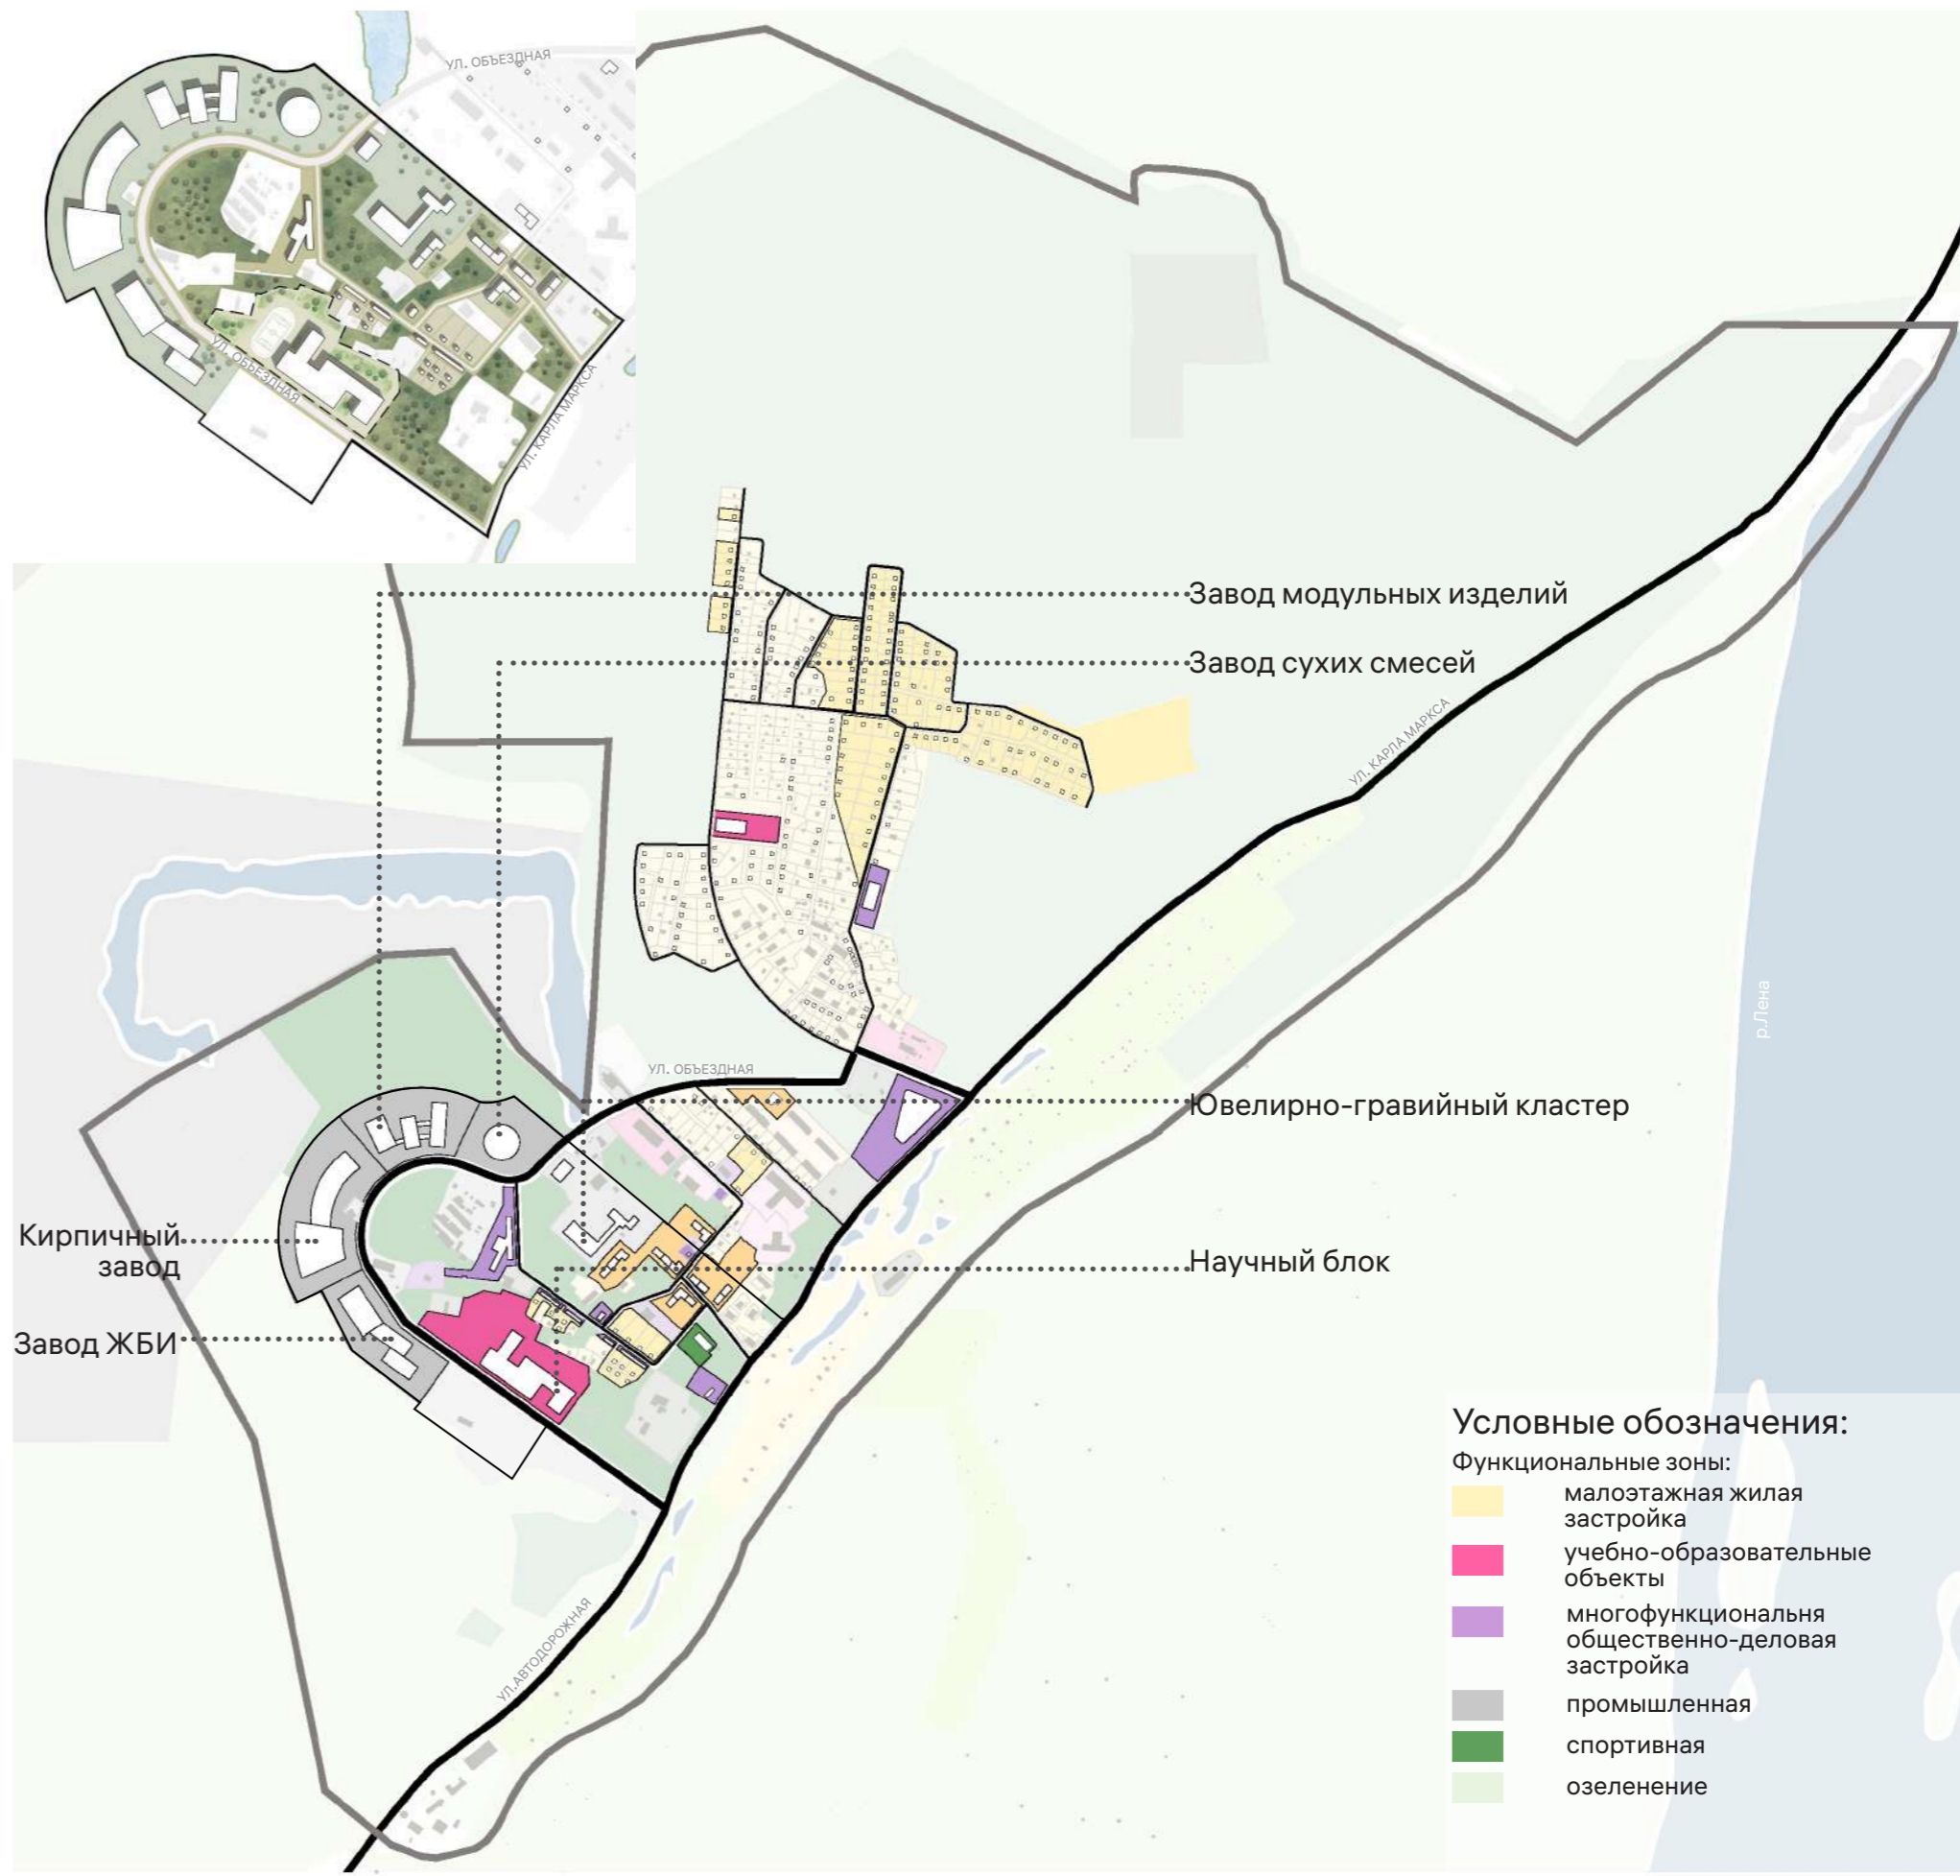 УЛ. ОБЪЕЗДНАЯ
УЛ. ОБЪЕЗДНАЯ
УЛ. КАРЛА МАРКСА
Завод модульных изделий
Завод сухих смесей
УЛ. КАРЛА МАРКСА
р.Лена
УЛ. ОБЪЕЗДНАЯ
Ювелирно-гравийный кластер
Кирпичный
завод
Научный блок
Завод ЖБИ
УЛ.АВТОДОРОЖНАЯ
Условные обозначения:
Функциональные зоны:
малоэтажная жилая
застройка
учебно-образовательные
объекты
многофункциональня
общественно-деловая
застройка
промышленная
спортивная
озеленение